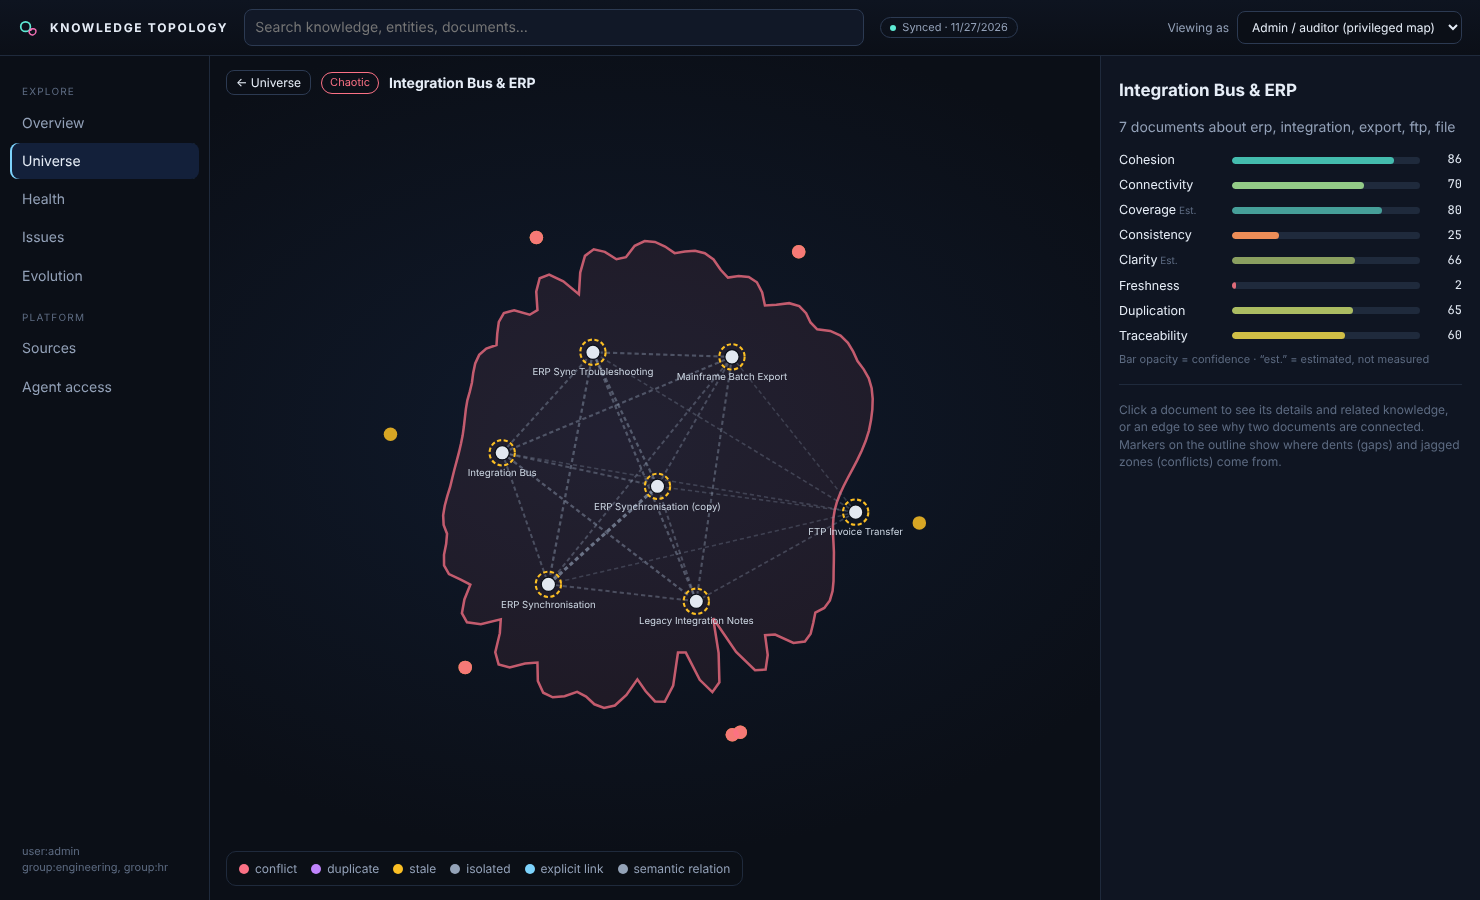 KNOWLEDGE TOPOLOGY
Search knowledge, entities, documents...
Synced · 11/27/2026
Viewing as
Admin / auditor (privileged map)
EXPLORE
Overview
Universe
Health
Issues
Evolution
PLATFORM
Sources
Agent access
user:admin
group:engineering, group:hr
← Universe
Chaotic
Integration Bus & ERP
ERP Sync Troubleshooting
Mainframe Batch Export
Integration Bus
ERP Synchronisation (copy)
FTP Invoice Transfer
ERP Synchronisation
Legacy Integration Notes
conflict
duplicate
stale
isolated
explicit link
semantic relation
Integration Bus & ERP
7 documents about erp, integration, export, ftp, file
Cohesion 86
Connectivity 70
Coverage Est. 80
Consistency 25
Clarity Est. 66
Freshness 2
Duplication 65
Traceability 60
Bar opacity = confidence · “est.” = estimated, not measured
Click a document to see its details and related knowledge,
or an edge to see why two documents are connected.
Markers on the outline show where dents (gaps) and jagged
zones (conflicts) come from.